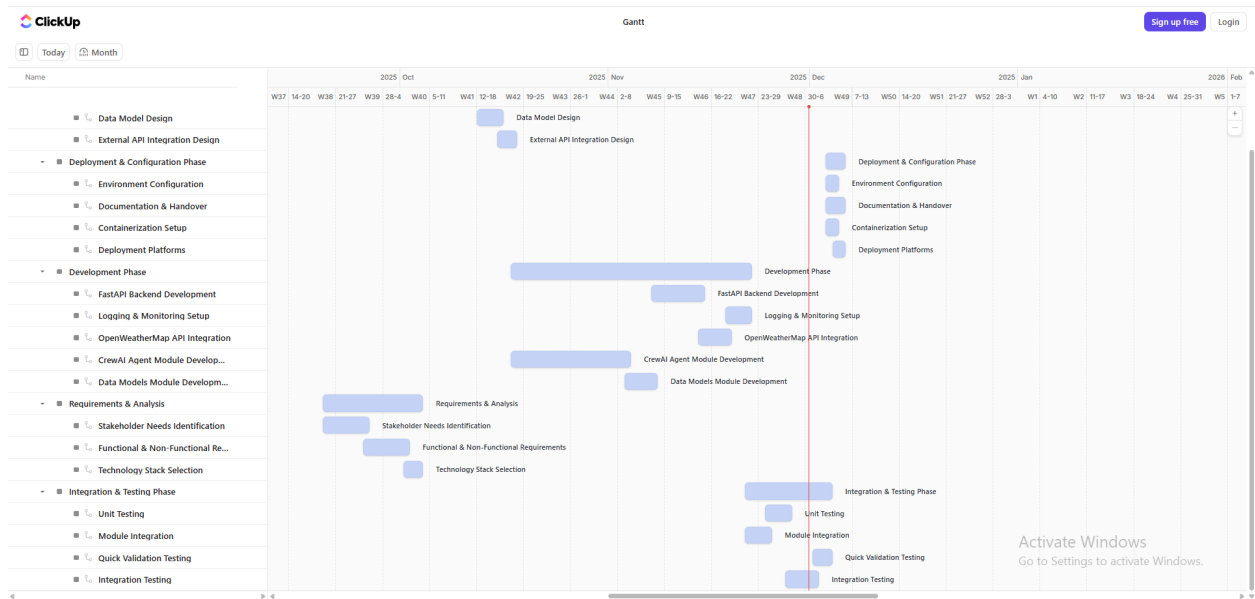 ClickUp
Gantt
Sign up free
Login
Today
Month
Name
2025 Oct
2025 Nov
2025 Dec
2025 Jan
2026 Feb
W37 14-20 W38 21-27 W39 28-4 W40 5-11 W41 12-18 W42 19-25 W43 26-1 W44 2-8 W45 9-15 W46 16-22 W47 23-29 W48 30-6 W49 7-13 W50 14-20 W51 21-27 W52 28-3 W1 4-10 W2 11-17 W3 18-24 W4 25-31 W5 1-7
Data Model Design Data Model Design
External API Integration Design External API Integration Design
Deployment & Configuration Phase Deployment & Configuration Phase
Environment Configuration Environment Configuration
Documentation & Handover Documentation & Handover
Containerization Setup Containerization Setup
Deployment Platforms Deployment Platforms
Development Phase Development Phase
FastAPI Backend Development FastAPI Backend Development
Logging & Monitoring Setup Logging & Monitoring Setup
OpenWeatherMap API Integration OpenWeatherMap API Integration
CrewAI Agent Module Develop... CrewAI Agent Module Development
Data Models Module Developm... Data Models Module Development
Requirements & Analysis Requirements & Analysis
Stakeholder Needs Identification Stakeholder Needs Identification
Functional & Non-Functional Re... Functional & Non-Functional Requirements
Technology Stack Selection Technology Stack Selection
Integration & Testing Phase Integration & Testing Phase
Unit Testing Unit Testing
Module Integration Module Integration
Quick Validation Testing Quick Validation Testing
Integration Testing Integration Testing
Activate Windows
Go to Settings to activate Windows.